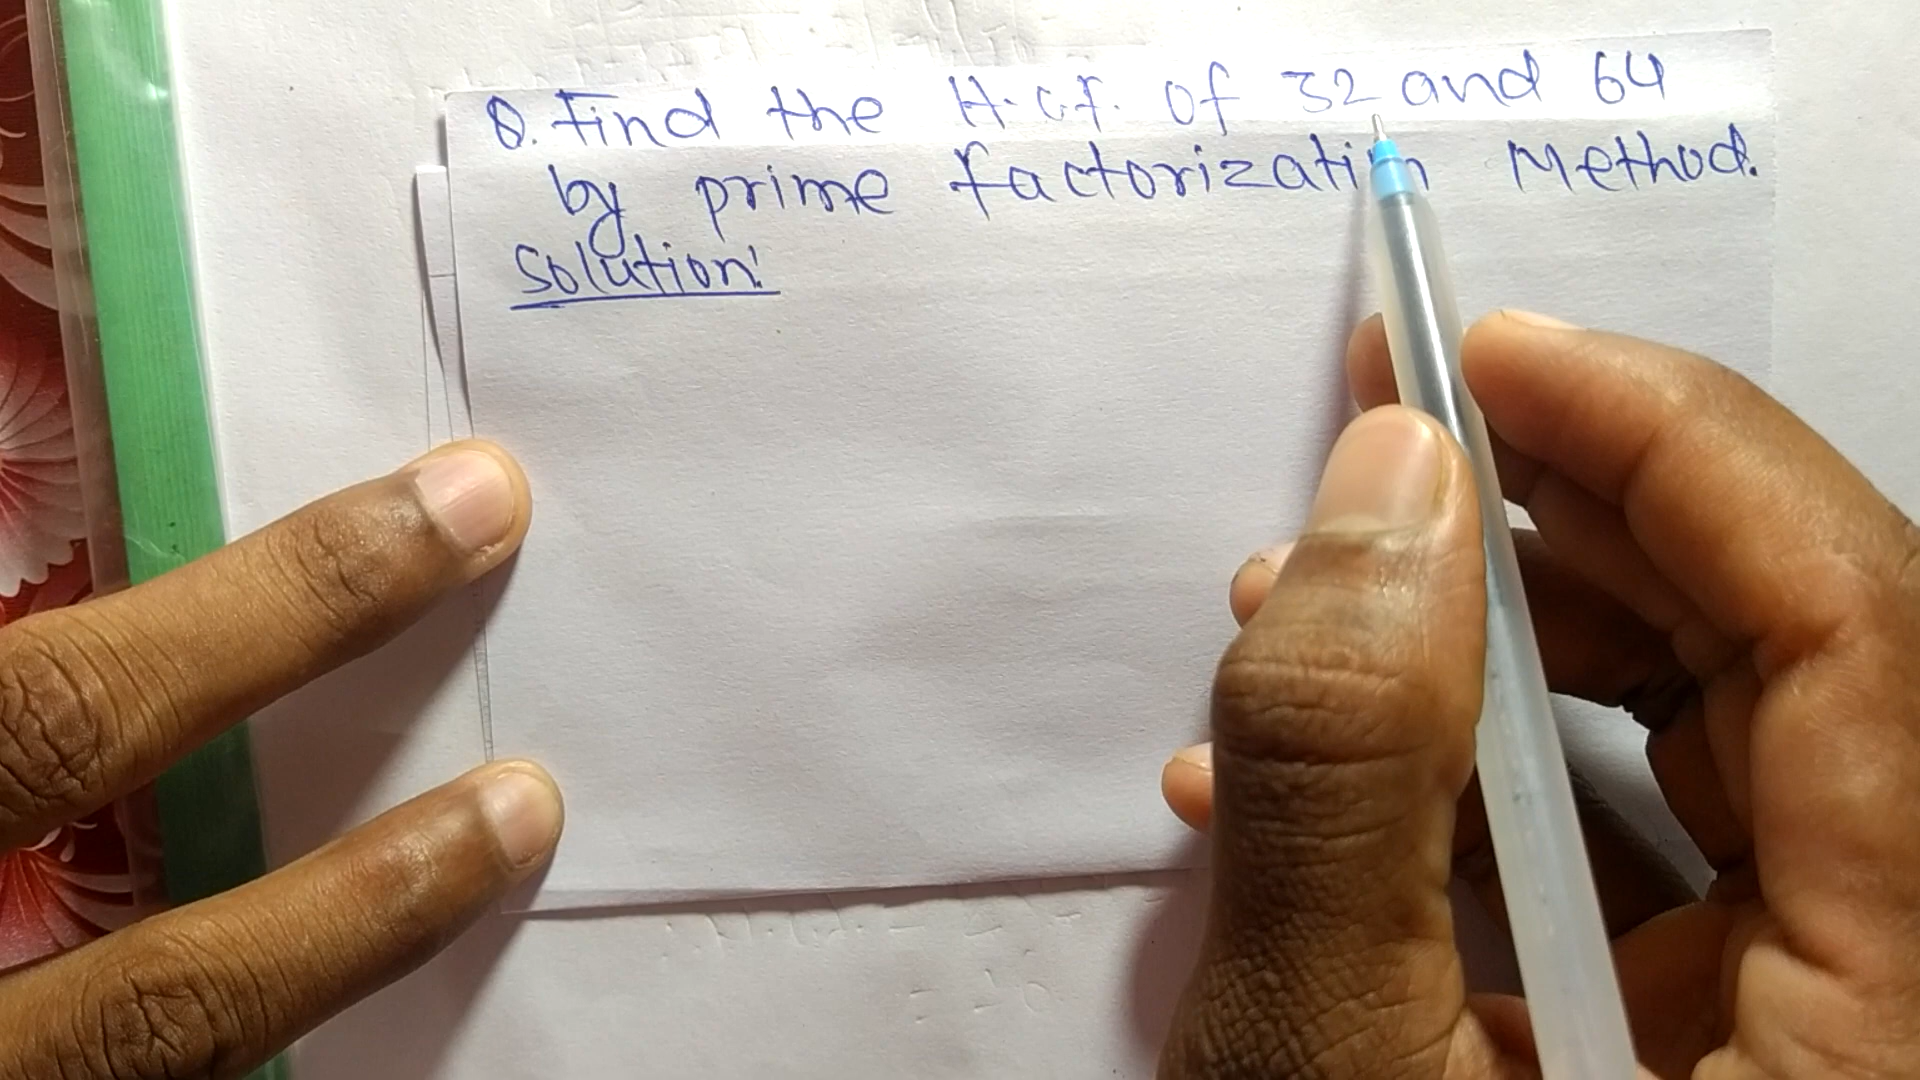 Q. Find the H.C.F. of 32 and 64
by prime factorization Method.
Solution: